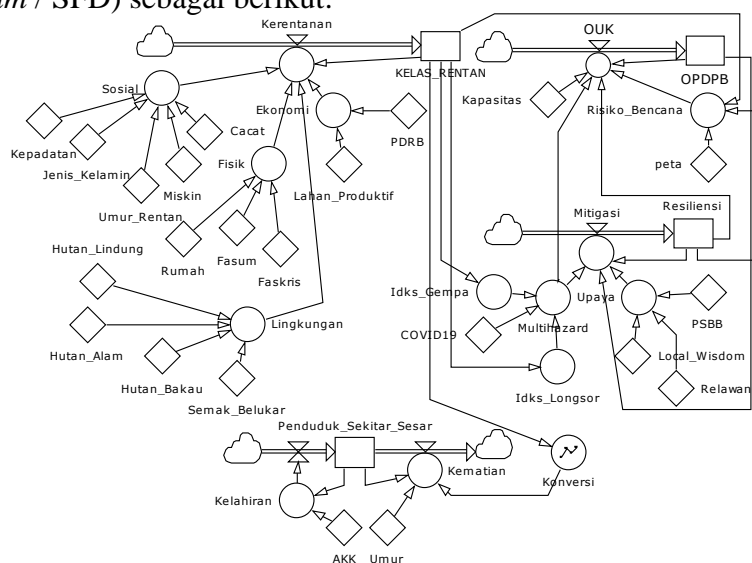 am / SFD) sebagai berikut:
Kerentanan
OUK
KELAS_RENTAN
OPDPB
Sosial
Ekonomi
Kapasitas
Risiko_Bencana
Cacat
PDRB
Kepadatan
Jenis_Kelamin
Fisik
peta
Miskin
Lahan_Produktif
Umur_Rentan
Resiliensi
Mitigasi
Hutan_Lindung
Rumah
Fasum
Faskris
Idks_Gempa
Upaya
Lingkungan
Multihazard
PSBB
COVID19
Hutan_Alam
Local_Wisdom
Hutan_Bakau
Relawan
Idks_Longsor
Semak_Belukar
Penduduk_Sekitar_Sesar
Kematian
Konversi
Kelahiran
AKK
Umur